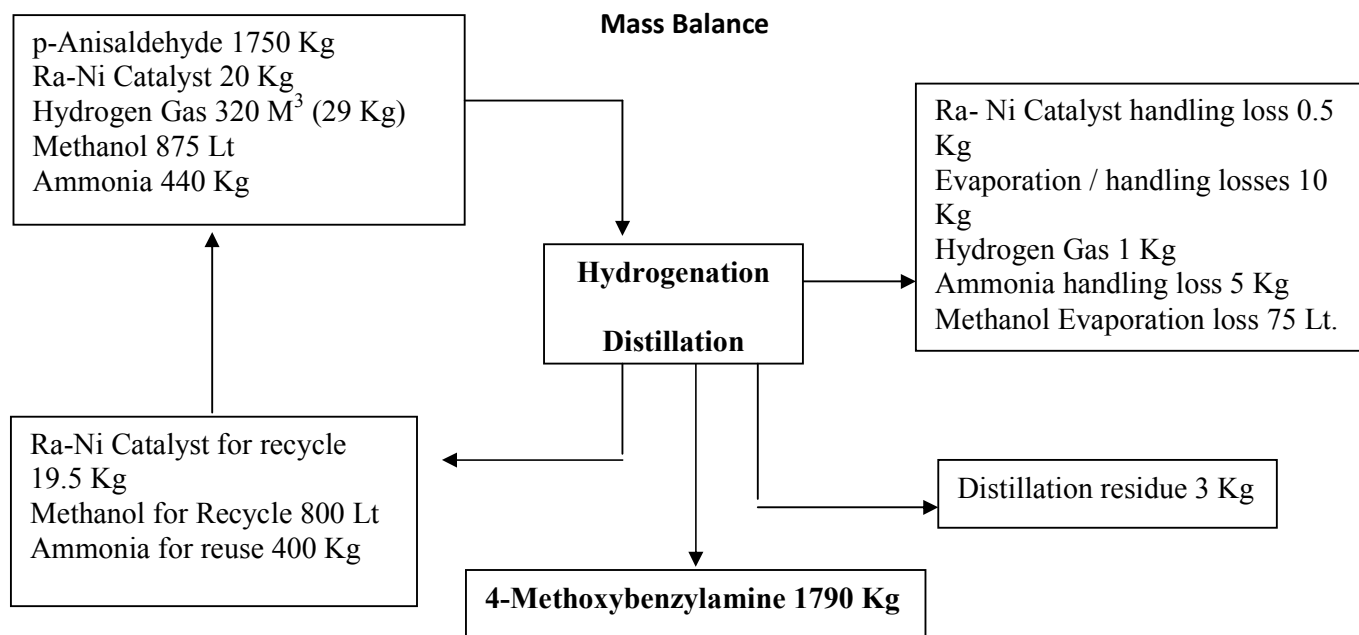 Mass Balance
p-Anisaldehyde 1750 Kg
Ra-Ni Catalyst 20 Kg
Hydrogen Gas 320 M³ (29 Kg)
Methanol 875 Lt
Ammonia 440 Kg
Ra- Ni Catalyst handling loss 0.5
Kg
Evaporation / handling losses 10
Kg
Hydrogen Gas 1 Kg
Ammonia handling loss 5 Kg
Methanol Evaporation loss 75 Lt.
Hydrogenation
Distillation
Ra-Ni Catalyst for recycle
19.5 Kg
Methanol for Recycle 800 Lt
Ammonia for reuse 400 Kg
Distillation residue 3 Kg
4-Methoxybenzylamine 1790 Kg